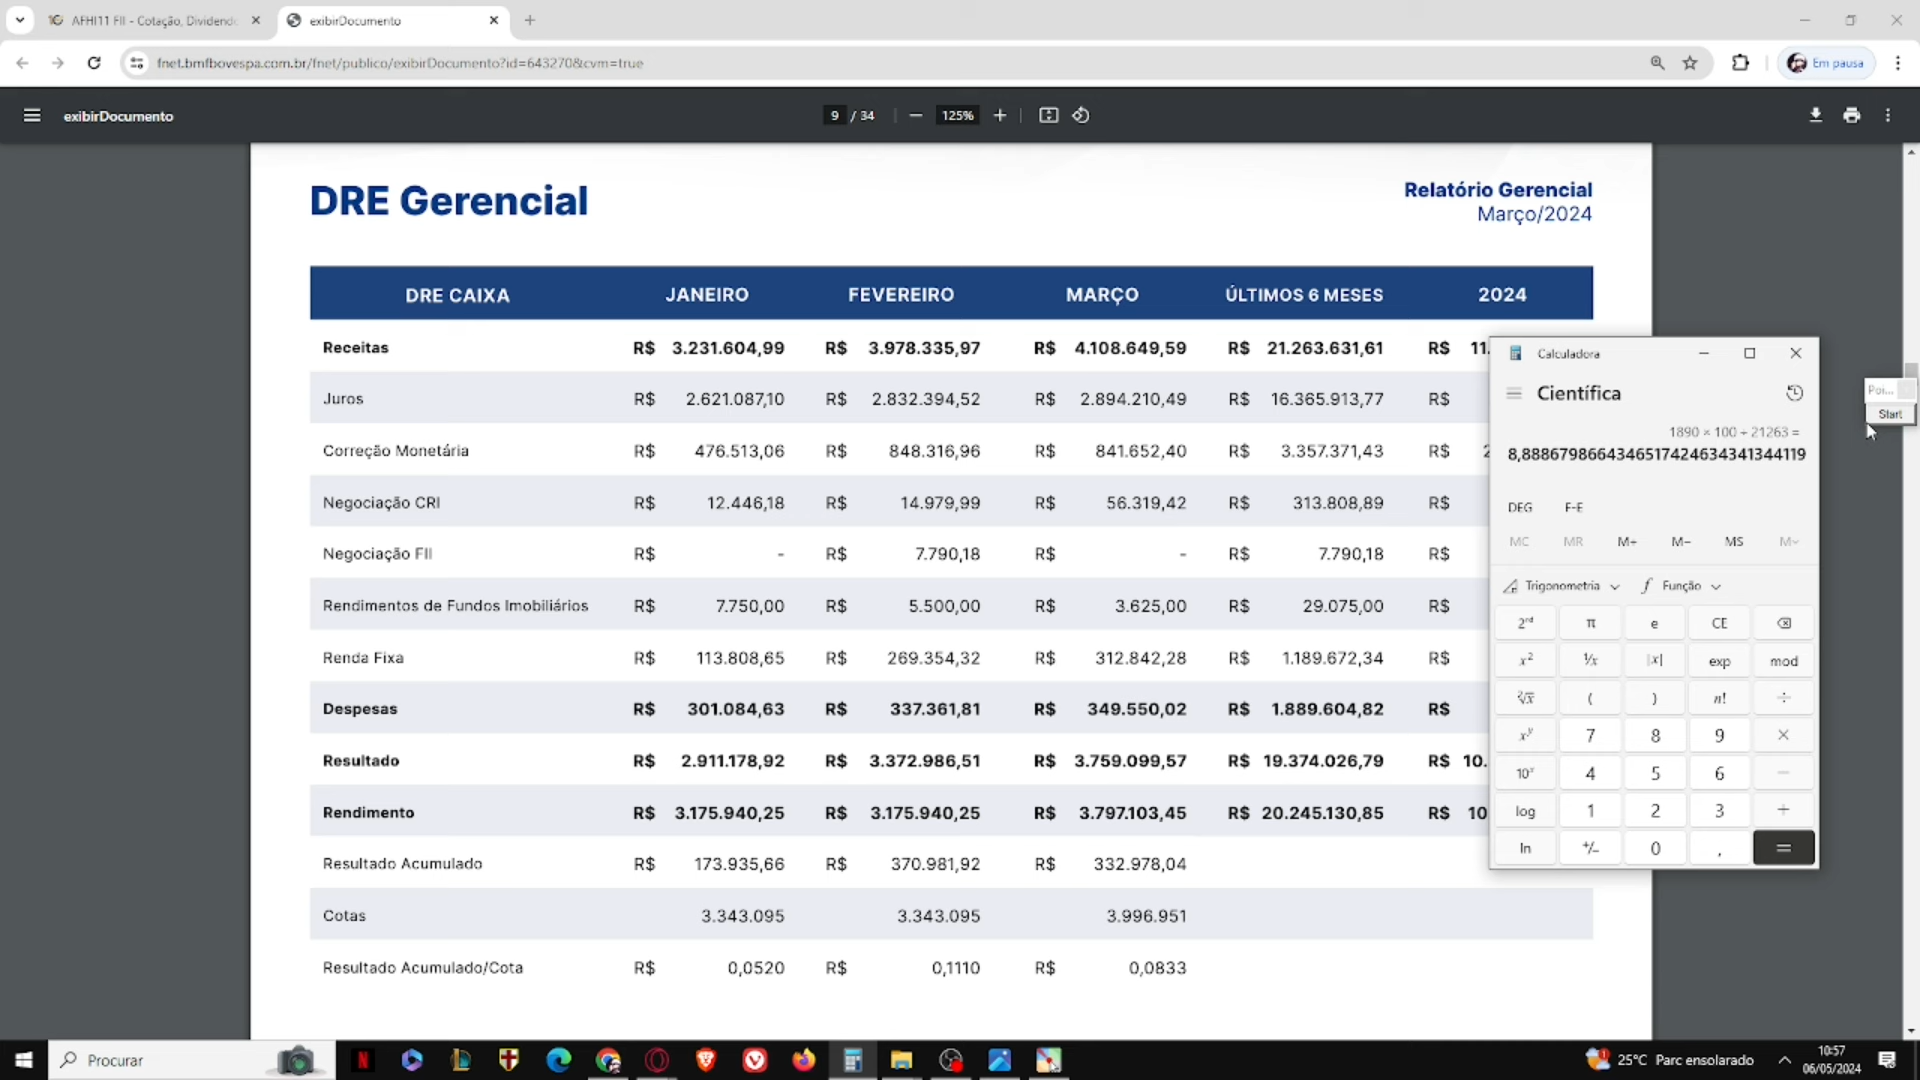 AFHI11 FII - Cotação, Dividend
exibirDocumento
fnet.bmfbovespa.com.br/fnet/publico/exibirDocumento?id=643270&cvm=true
Em pausa
exibirDocumento
9 / 34
125%
DRE Gerencial
Relatório Gerencial
Março/2024
DRE CAIXA JANEIRO FEVEREIRO MARÇO ÚLTIMOS 6 MESES 2024
Receitas R$ 3.231.604,99 R$ 3.978.335,97 R$ 4.108.649,59 R$ 21.263.631,61 R$ 11.
Juros R$ 2.621.087,10 R$ 2.832.394,52 R$ 2.894.210,49 R$ 16.365.913,77 R$
Correção Monetária R$ 476.513,06 R$ 848.316,96 R$ 841.652,40 R$ 3.357.371,43 R$ 2
Negociação CRI R$ 12.446,18 R$ 14.979,99 R$ 56.319,42 R$ 313.808,89 R$
Negociação FII R$ - R$ 7.790,18 R$ - R$ 7.790,18 R$
Rendimentos de Fundos Imobiliários R$ 7.750,00 R$ 5.500,00 R$ 3.625,00 R$ 29.075,00 R$
Renda Fixa R$ 113.808,65 R$ 269.354,32 R$ 312.842,28 R$ 1.189.672,34 R$
Despesas R$ 301.084,63 R$ 337.361,81 R$ 349.550,02 R$ 1.889.604,82 R$
Resultado R$ 2.911.178,92 R$ 3.372.986,51 R$ 3.759.099,57 R$ 19.374.026,79 R$ 10.
Rendimento R$ 3.175.940,25 R$ 3.175.940,25 R$ 3.797.103,45 R$ 20.245.130,85 R$ 10
Resultado Acumulado R$ 173.935,66 R$ 370.981,92 R$ 332.978,04
Cotas 3.343.095 3.343.095 3.996.951
Resultado Acumulado/Cota R$ 0,0520 R$ 0,1110 R$ 0,0833
Calculadora
Científica
1890 × 100 ÷ 21263 =
8,8886798664346517424634341344119
DEG F-E
MC MR M+ M− MS M˅
Trigonometria Função
2ⁿᵈ π e CE
x² ¹/x |x| exp mod
²√x ( ) n! ÷
xʸ 7 8 9 ×
10ˣ 4 5 6 −
log 1 2 3 +
ln +/− 0 , =
Poi...
Start
Procurar
25°C Parc ensolarado
10:57
06/05/2024